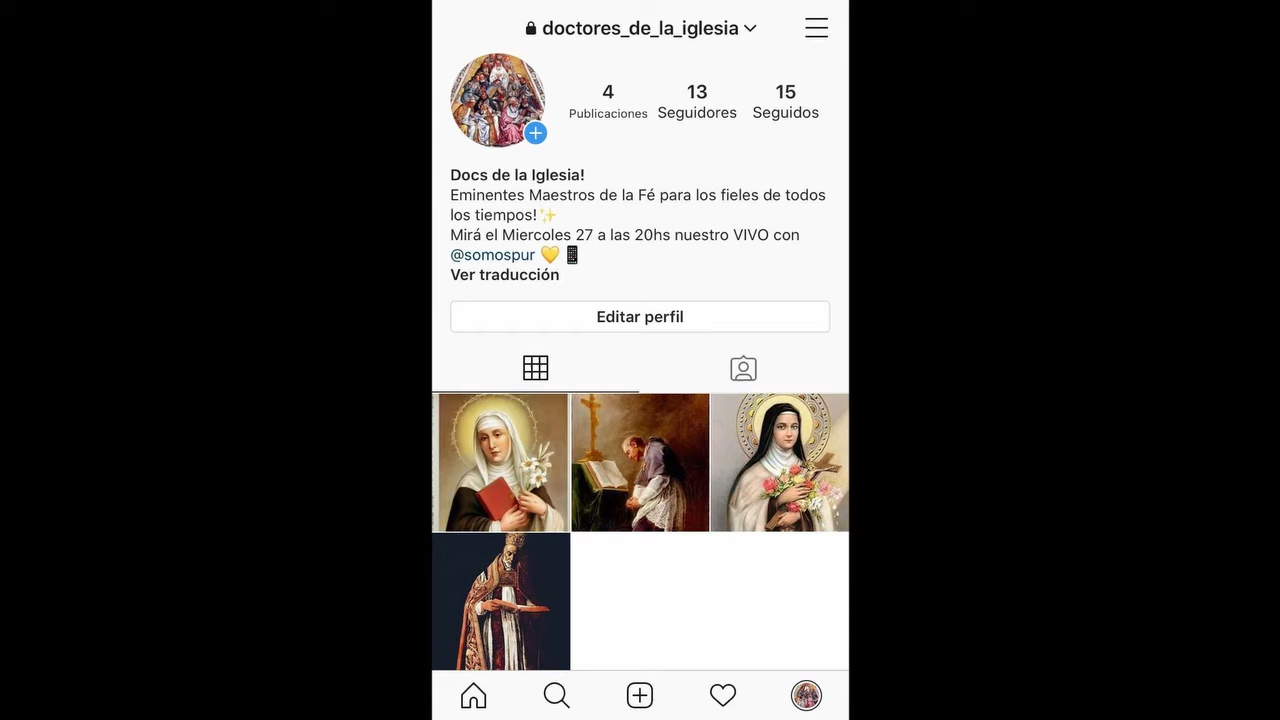 doctores_de_la_iglesia
4 13 15
Publicaciones Seguidores Seguidos
Docs de la Iglesia!
Eminentes Maestros de la Fé para los fieles de todos
los tiempos!✨
Mirá el Miercoles 27 a las 20hs nuestro VIVO con
@somospur 💛 📱
Ver traducción
Editar perfil